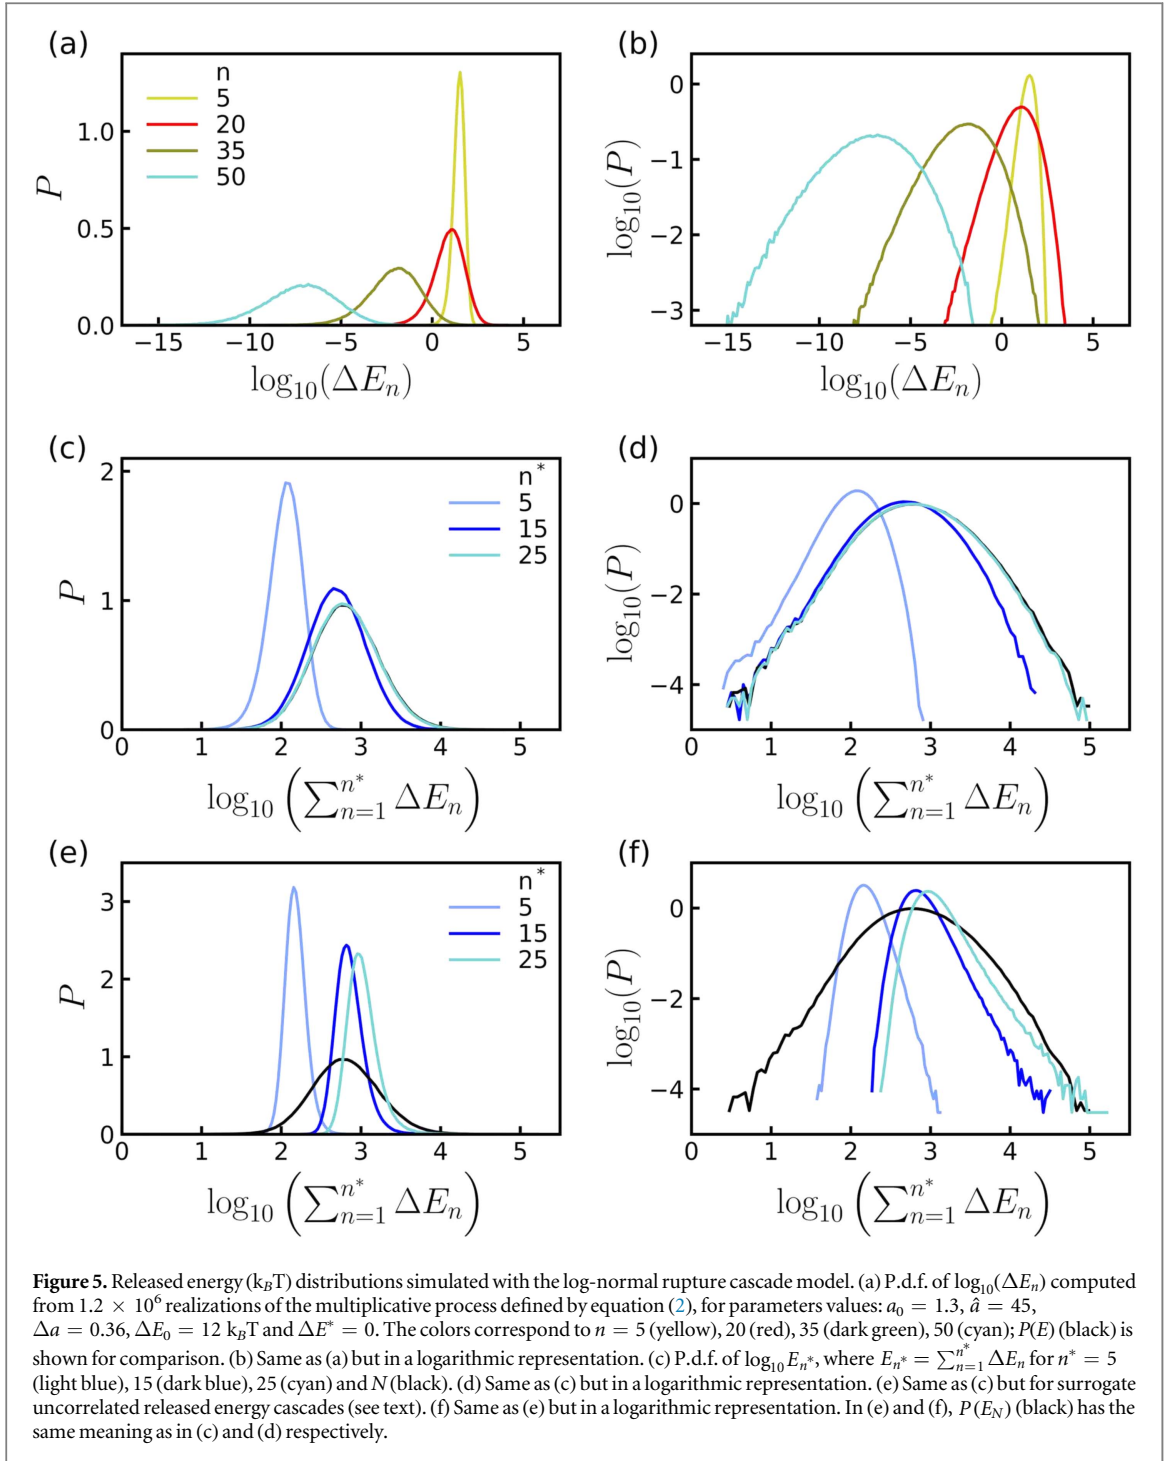 (a)
(b)
n
5
20
35
50
P
1.0
0.5
0.0
−15 −10 −5 0 5
log₁₀(ΔEₙ)
log₁₀(P)
0
−1
−2
−3
−15 −10 −5 0 5
log₁₀(ΔEₙ)
(c)
(d)
n*
5
15
25
P
2
1
0
0 1 2 3 4 5
log₁₀ (∑ₙ₌₁ⁿ* ΔEₙ)
log₁₀(P)
0
−2
−4
0 1 2 3 4 5
log₁₀ (∑ₙ₌₁ⁿ* ΔEₙ)
(e)
(f)
n*
5
15
25
P
3
2
1
0
0 1 2 3 4 5
log₁₀ (∑ₙ₌₁ⁿ* ΔEₙ)
log₁₀(P)
0
−2
−4
0 1 2 3 4 5
log₁₀ (∑ₙ₌₁ⁿ* ΔEₙ)
Figure 5. Released energy (k_BT) distributions simulated with the log-normal rupture cascade model. (a) P.d.f. of log₁₀(ΔEₙ) computed
from 1.2 × 10⁶ realizations of the multiplicative process defined by equation (2), for parameters values: a₀ = 1.3, â = 45,
Δa = 0.36, ΔE₀ = 12 k_BT and ΔE* = 0. The colors correspond to n = 5 (yellow), 20 (red), 35 (dark green), 50 (cyan); P(E) (black) is
shown for comparison. (b) Same as (a) but in a logarithmic representation. (c) P.d.f. of log₁₀ Eₙ*, where Eₙ* = ∑ₙ₌₁ⁿ* ΔEₙ for n* = 5
(light blue), 15 (dark blue), 25 (cyan) and N (black). (d) Same as (c) but in a logarithmic representation. (e) Same as (c) but for surrogate
uncorrelated released energy cascades (see text). (f) Same as (e) but in a logarithmic representation. In (e) and (f), P(E_N) (black) has the
same meaning as in (c) and (d) respectively.